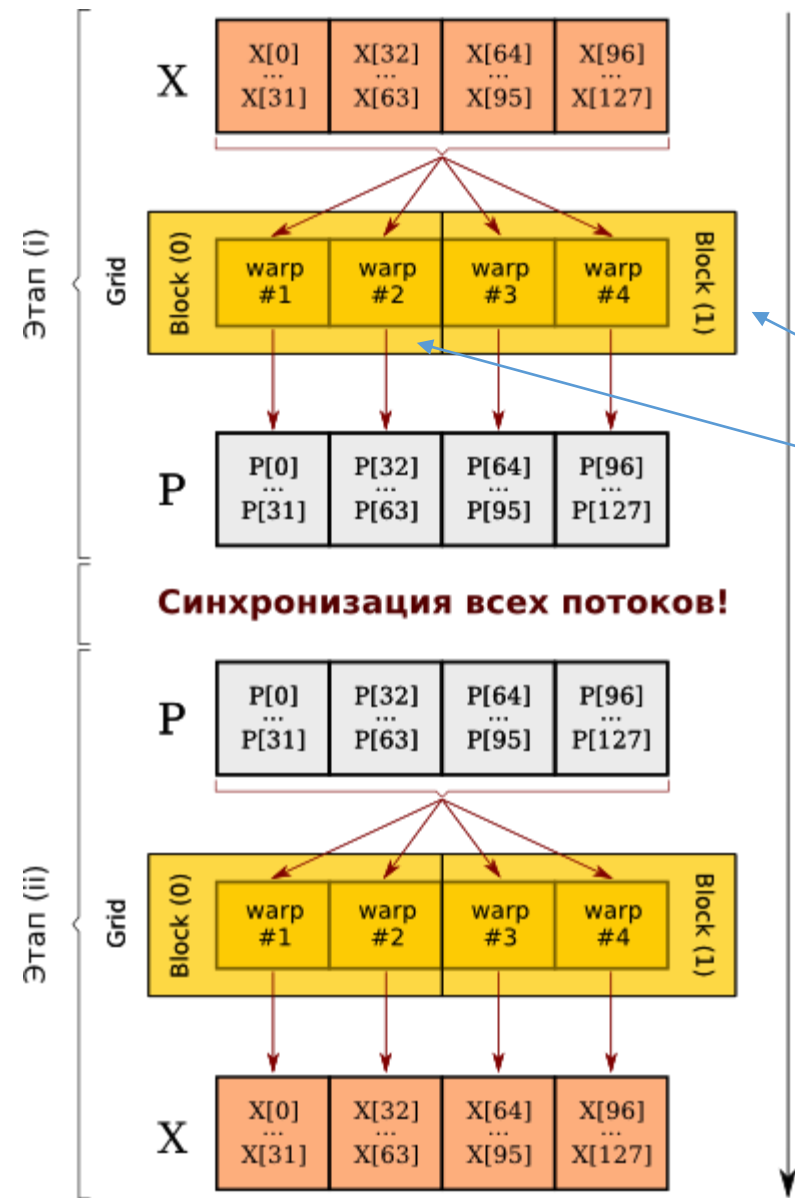 X
X[0] X[32] X[64] X[96]
... ... ... ...
X[31] X[63] X[95] X[127]
Этап (i)
Grid
Block (0)
warp warp warp warp
#1 #2 #3 #4
Block (1)
P
P[0] P[32] P[64] P[96]
... ... ... ...
P[31] P[63] P[95] P[127]
Синхронизация всех потоков!
P
P[0] P[32] P[64] P[96]
... ... ... ...
P[31] P[63] P[95] P[127]
Этап (ii)
Grid
Block (0)
warp warp warp warp
#1 #2 #3 #4
Block (1)
X
X[0] X[32] X[64] X[96]
... ... ... ...
X[31] X[63] X[95] X[127]